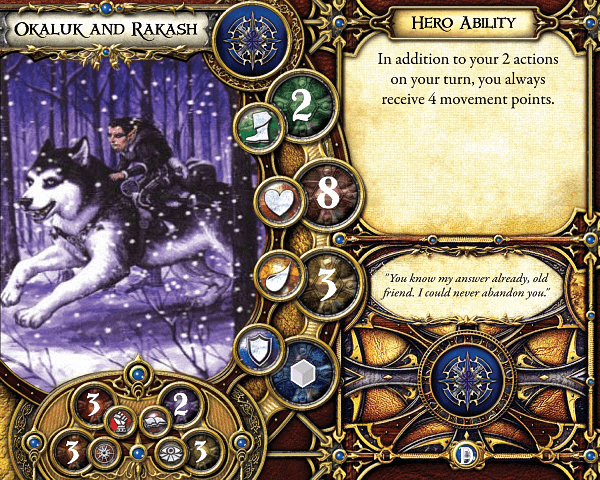 Okaluk and Rakash
2
8
3
3
2
3
3
Hero Ability
In addition to your 2 actions
on your turn, you always
receive 4 movement points.
"You know my answer already, old
friend. I could never abandon you."
D